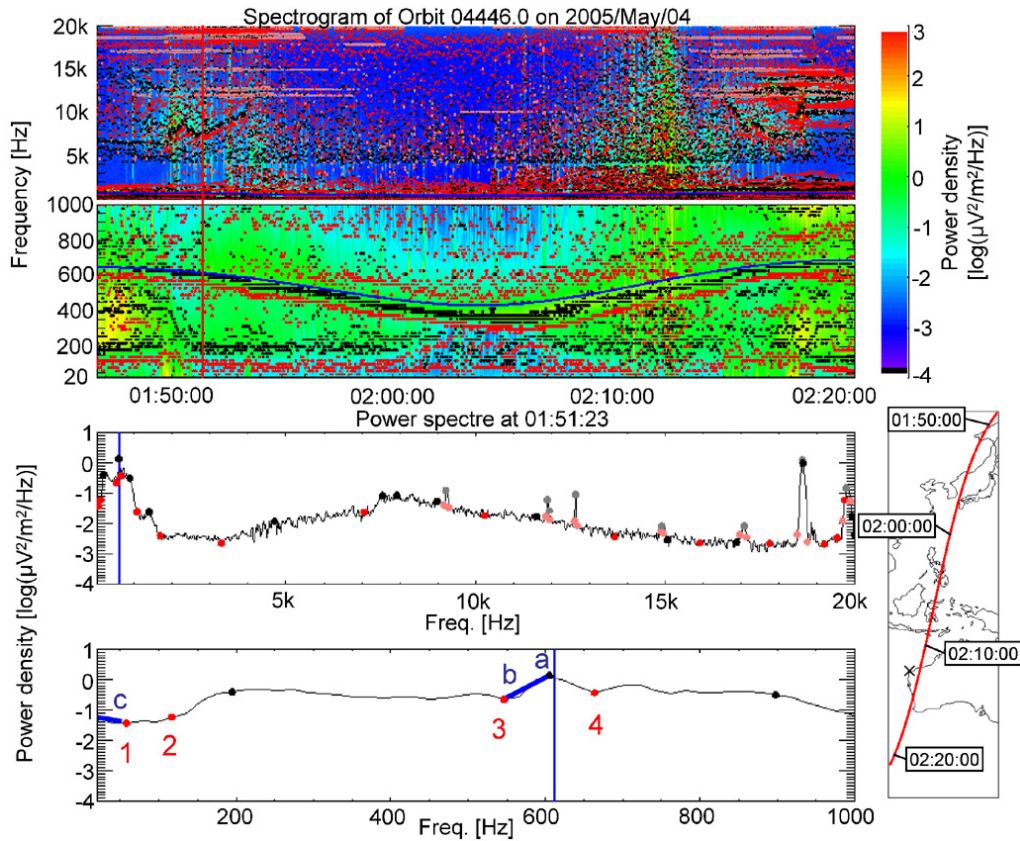 Spectrogram of Orbit 04446.0 on 2005/May/04
Frequency [Hz]
20k
15k
10k
5k
1000
800
600
400
200
20
01:50:00 02:00:00 02:10:00 02:20:00
3
2
1
0
-1
-2
-3
-4
Power density
[log(µV²/m²/Hz)]
Power spectre at 01:51:23
Power density [log(µV²/m²/Hz)]
1
0
-1
-2
-3
-4
5k 10k 15k 20k
Freq. [Hz]
1
0
-1
-2
-3
-4
c
b
a
1
2
3
4
200 400 600 800 1000
Freq. [Hz]
01:50:00
02:00:00
02:10:00
02:20:00